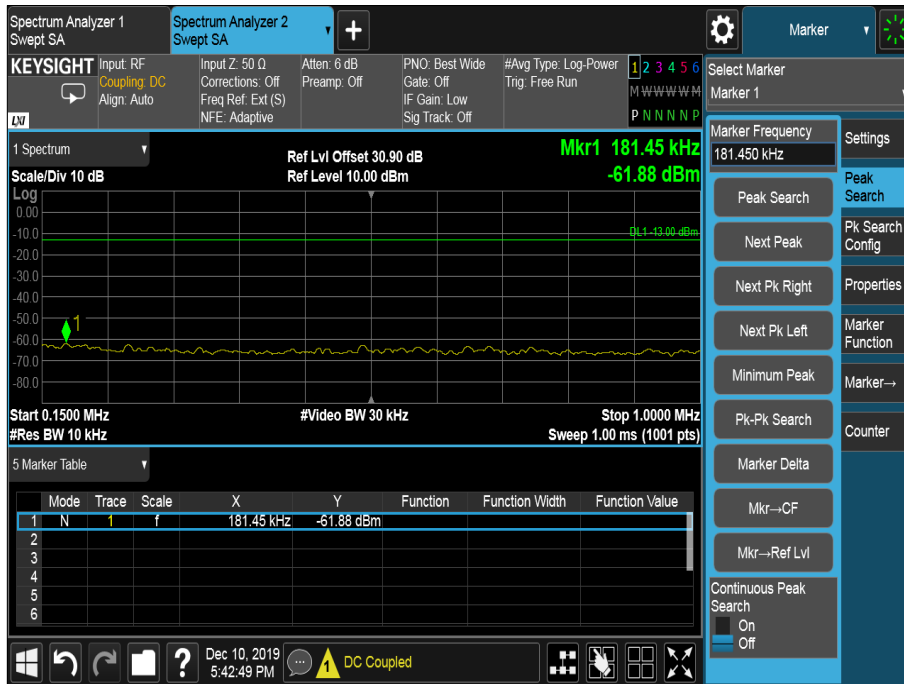 Spectrum Analyzer 1
Swept SA
Spectrum Analyzer 2
Swept SA
Marker
KEYSIGHT
LXI
Input: RF
Coupling: DC
Align: Auto
Input Z: 50 Ω
Corrections: Off
Freq Ref: Ext (S)
NFE: Adaptive
Atten: 6 dB
Preamp: Off
PNO: Best Wide
Gate: Off
IF Gain: Low
Sig Track: Off
#Avg Type: Log-Power
Trig: Free Run
1 2 3 4 5 6
M W W W W M
P N N N N P
Select Marker
Marker 1
1 Spectrum
Scale/Div 10 dB
Ref Lvl Offset 30.90 dB
Ref Level 10.00 dBm
Mkr1 181.45 kHz
-61.88 dBm
Log
0.00
-10.0
-20.0
-30.0
-40.0
-50.0
-60.0
-70.0
-80.0
DL1 -13.00 dBm
1
Start 0.1500 MHz
#Res BW 10 kHz
#Video BW 30 kHz
Stop 1.0000 MHz
Sweep 1.00 ms (1001 pts)
5 Marker Table
Mode Trace Scale X Y Function Function Width Function Value
1 N 1 f 181.45 kHz -61.88 dBm
2
3
4
5
6
Marker Frequency
181.450 kHz
Peak Search
Next Peak
Next Pk Right
Next Pk Left
Minimum Peak
Pk-Pk Search
Marker Delta
Mkr→CF
Mkr→Ref Lvl
Continuous Peak
Search
On
Off
Settings
Peak
Search
Pk Search
Config
Properties
Marker
Function
Marker→
Counter
?
Dec 10, 2019
5:42:49 PM
1
DC Coupled